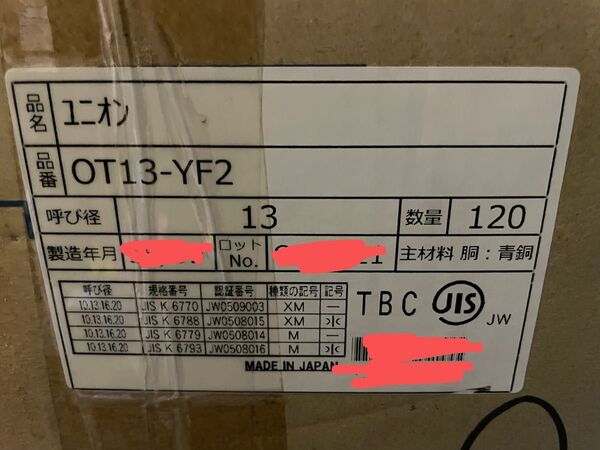 品名 ユニオン
品番 OT13-YF2
呼び径 13 数量 120
製造年月 ロットNo. 主材料 胴：青銅
呼び径 規格番号 認証番号 種類の記号 記号
10.13.16.20 JIS K 6770 JW0509003 XM —
10.13.16.20 JIS K 6788 JW0508015 XM 水
10.13.16.20 JIS K 6779 JW0508014 M —
10.13.16.20 JIS K 6793 JW0508016 M 水
TBC JIS JW
MADE IN JAPAN